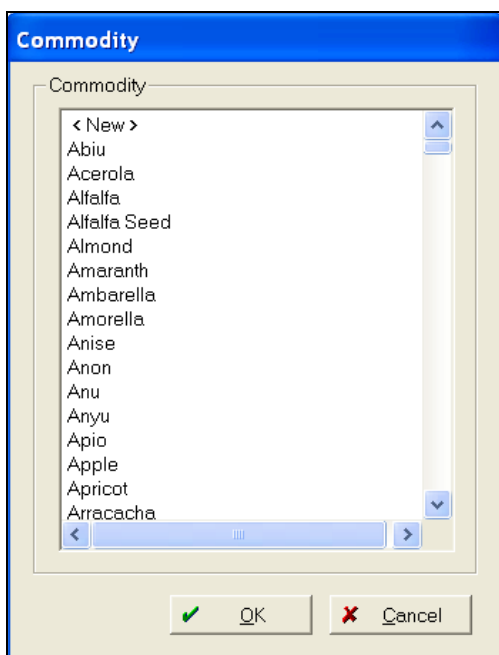 Commodity
Commodity
< New >
Abiu
Acerola
Alfalfa
Alfalfa Seed
Almond
Amaranth
Ambarella
Amorella
Anise
Anon
Anu
Anyu
Apio
Apple
Apricot
Arracacha
OK
Cancel